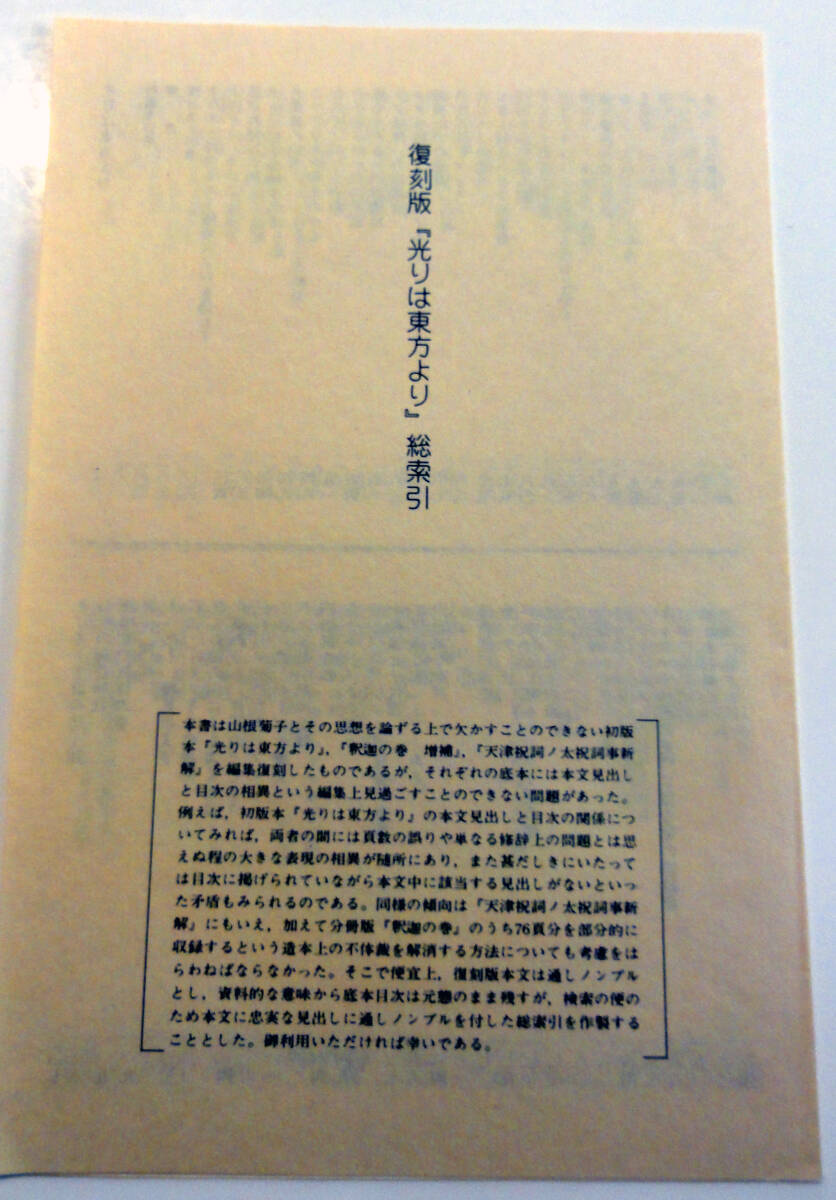 復刻版『光りは東方より』総索引
本書は山根菊子とその思想を論ずる上で欠かすことのできない初版
本『光りは東方より』,『釈迦の巻　増補』,『天津祝詞ノ太祝詞事新
解』を編集復刻したものであるが，それぞれの底本には本文見出し
と目次の相異という編集上見過ごすことのできない問題があった。
例えば，初版本『光りは東方より』の本文見出しと目次の関係につ
いてみれば，両者の間には頁数の誤りや単なる修辞上の問題とは思
えぬ程の大きな表現の相異が随所にあり，また甚だしきにいたって
は目次に掲げられていながら本文中に該当する見出しがないといっ
た矛盾もみられるのである。同様の傾向は『天津祝詞ノ太祝詞事新
解』にもいえ，加えて分冊版『釈迦の巻』のうち76頁分を部分的に
収録するという造本上の不体裁を解消する方法についても考慮をは
らわねばならなかった。そこで便宜上，復刻版本文は通しノンブル
とし，資料的な意味から底本目次は元態のまま残すが，検索の便の
ため本文に忠実な見出しに通しノンブルを付した総索引を作製する
こととした。御利用いただければ幸いである。